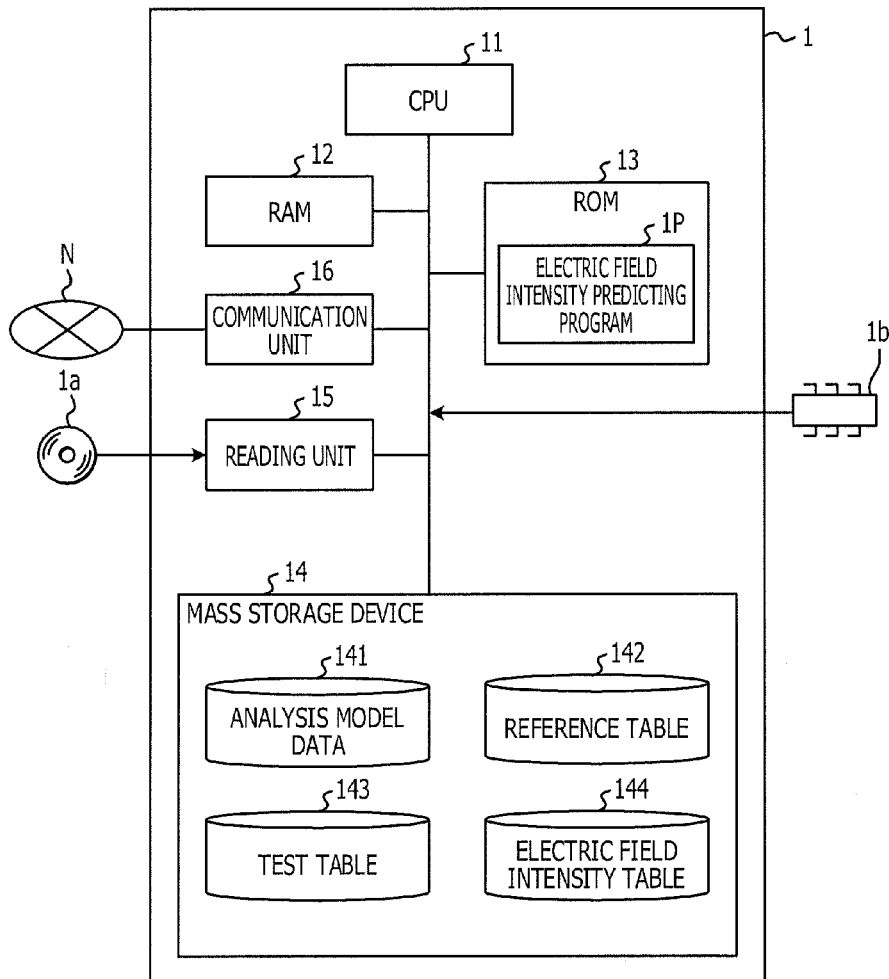 1
11
CPU
12
RAM
13
ROM
1P
ELECTRIC FIELD
INTENSITY PREDICTING
PROGRAM
N
16
COMMUNICATION
UNIT
1b
1a
15
READING UNIT
14
MASS STORAGE DEVICE
141
ANALYSIS MODEL
DATA
142
REFERENCE TABLE
143
TEST TABLE
144
ELECTRIC FIELD
INTENSITY TABLE